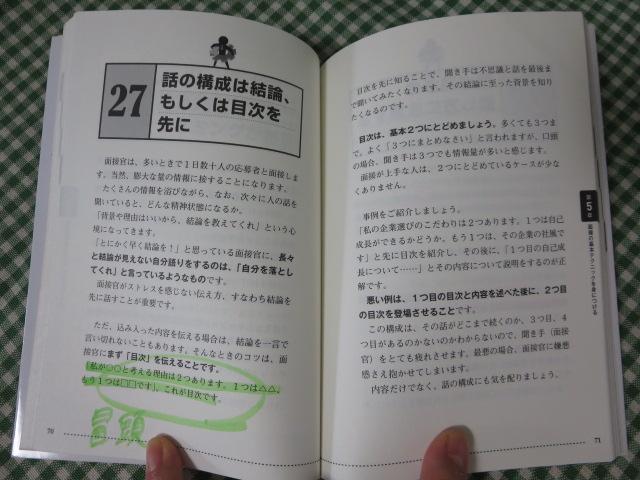 27
話の構成は結論、
もしくは目次を
先に
面接官は、多いときで1日数十人の応募者と面接しま
す。当然、膨大な量の情報に接することになります。
たくさんの情報を浴びながら、なお、次々に人の話を
聞いていると、どんな精神状態になるか。
「背景や理由はいいから、結論を教えてくれ」という心
境になってきます。
「とにかく早く結論を！」と思っている面接官に、長々
と結論が見えない自分語りをするのは、「自分を落とし
てくれ」と言っているようなものです。
面接官がストレスを感じない伝え方、すなわち結論を
先に話すことが重要です。
ただ、込み入った内容を伝える場合は、結論を一言で
言い切れないこともあります。そんなときのコツは、面
接官にまず「目次」を伝えることです。
「私が○○と考える理由は2つあります。1つは△△、
もう1つは□□です」、これが目次です。
冒頭
70
目次を先に知ることで、聞き手は不思議と話を最後ま
で聞いてみたくなります。その結論に至った背景を知り
たくなるのです。
目次は、基本2つにとどめましょう。多くても3つま
で。よく「3つにまとめなさい」と言われますが、口頭
の場合、聞き手は3つでも情報量が多いと感じます。
面接が上手な人は、2つにとどめているケースが少な
くありません。
事例をご紹介しましょう。
「私の企業選びのこだわりは2つあります。1つは自己
成長ができるかどうか。もう1つは、その企業の社風で
す」と先に目次を紹介し、その後に、「1つ目の自己成
長について……」とその内容について説明をするのが正
解です。
悪い例は、1つ目の目次と内容を述べた後に、2つ目
の目次を登場させることです。
この構成は、その話がどこまで続くのか、3つ目、4
つ目があるのかないのかわからないので、聞き手（面接
官）をとても疲れさせます。最悪の場合、面接官に嫌悪
感さえ抱かせてしまいます。
内容だけでなく、話の構成にも気を配りましょう。
第5章
面接の基本テクニックを身につける
71